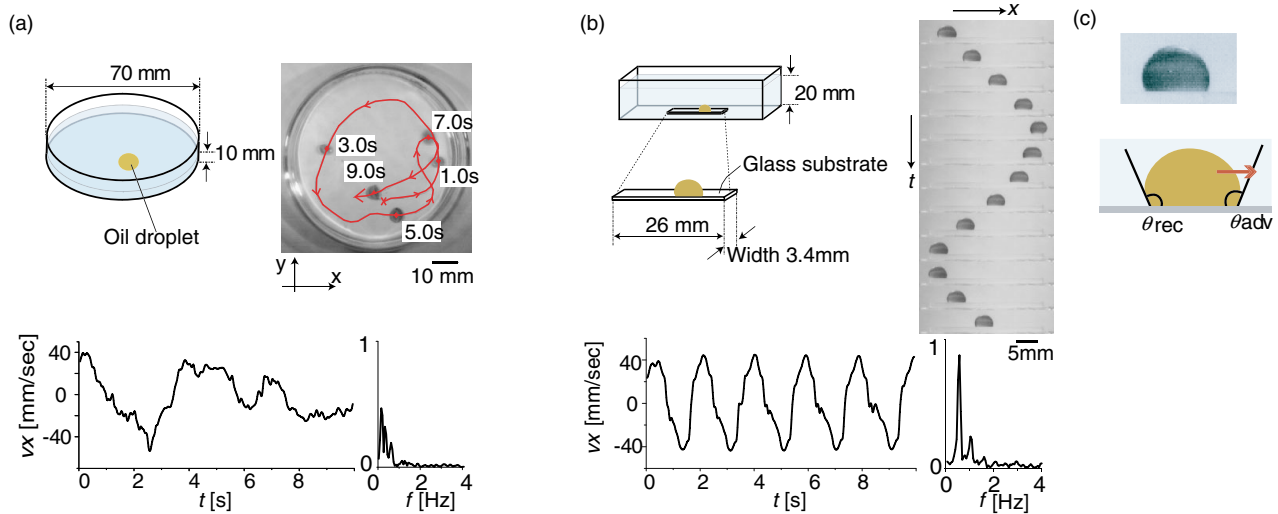 (a)
70 mm
10 mm
Oil droplet
7.0s
3.0s
1.0s
9.0s
5.0s
y
x
10 mm
vx [mm/sec]
40
0
-40
0 2 4 6 8
t [s]
1
0
0 2 4
f [Hz]
(b)
20 mm
Glass substrate
26 mm
Width 3.4mm
x
t
5mm
vx [mm/sec]
40
0
-40
0 2 4 6 8
t [s]
1
0
0 2 4
f [Hz]
(c)
θrec
θadv